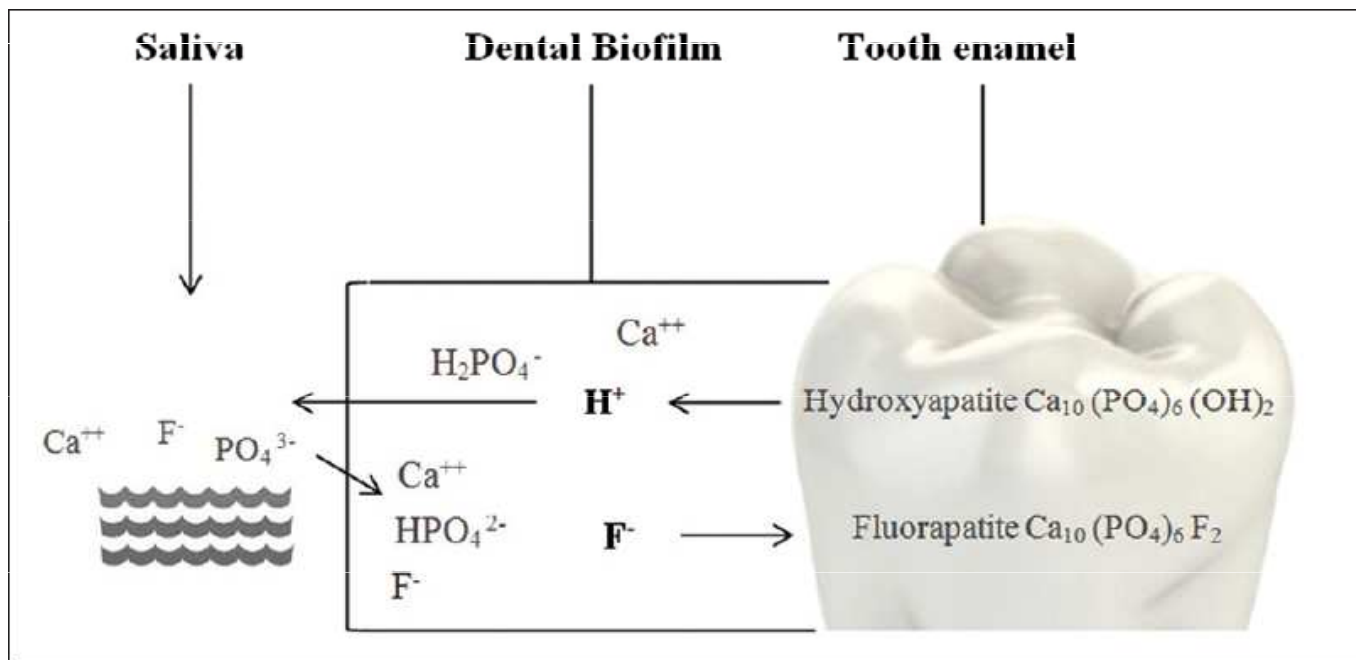 Saliva
Dental Biofilm
Tooth enamel
Ca⁺⁺
H₂PO₄⁻
H⁺
Hydroxyapatite Ca₁₀ (PO₄)₆ (OH)₂
Ca⁺⁺
F⁻
PO₄³⁻
Ca⁺⁺
HPO₄²⁻
F⁻
F⁻
Fluorapatite Ca₁₀ (PO₄)₆ F₂